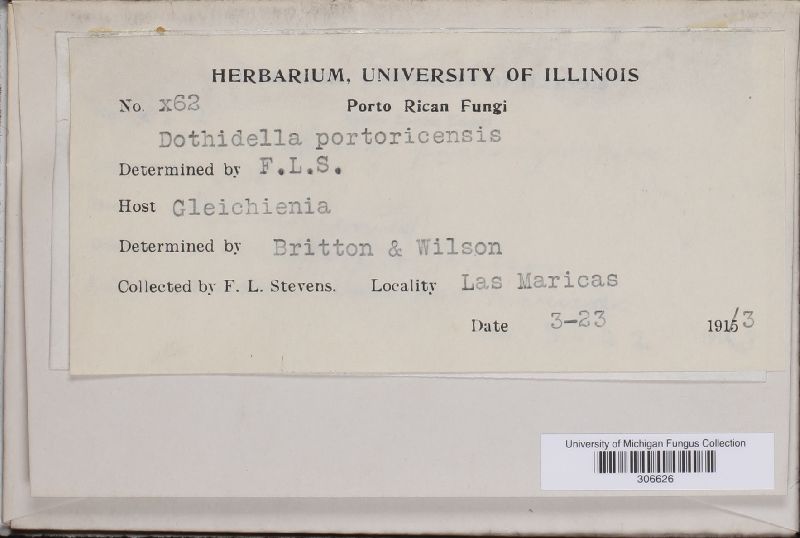 HERBARIUM, UNIVERSITY OF ILLINOIS
No. x62 Porto Rican Fungi
Dothidella portoricensis
Determined by F.L.S.
Host Gleichienia
Determined by Britton & Wilson
Collected by F. L. Stevens. Locality Las Maricas
Date 3-23 1915/3
University of Michigan Fungus Collection
306626